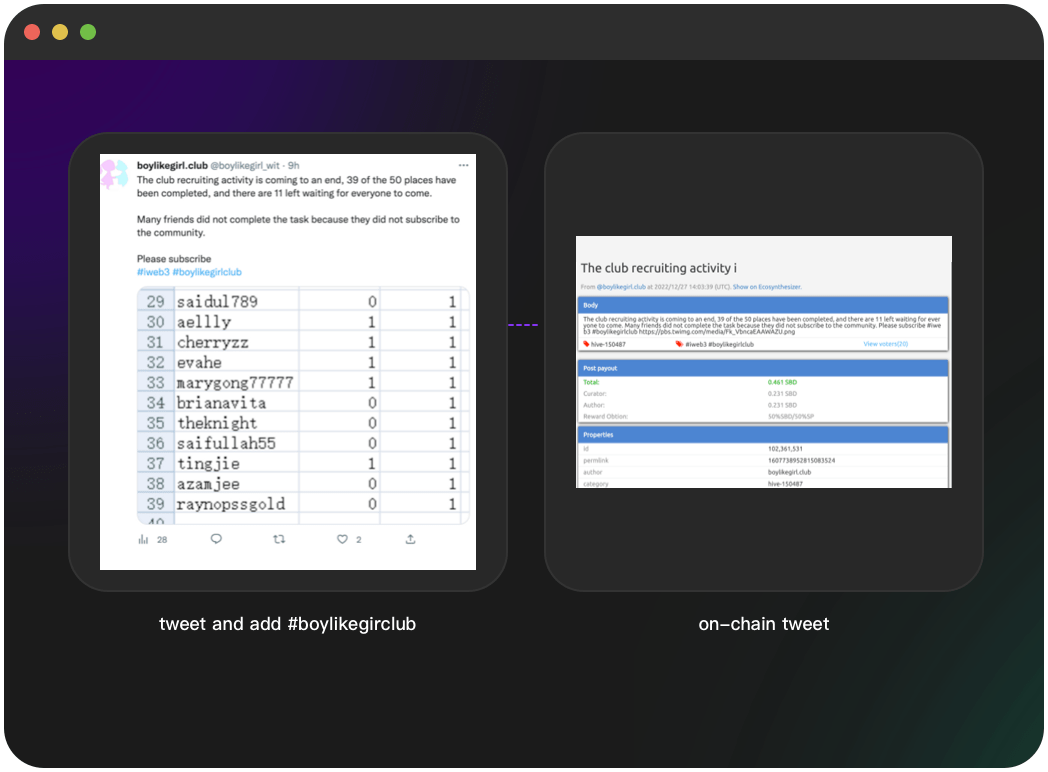 boylikegirl.club @boylikegirl_wit · 9h
The club recruiting activity is coming to an end, 39 of the 50 places have
been completed, and there are 11 left waiting for everyone to come.
Many friends did not complete the task because they did not subscribe to
the community.
Please subscribe
#iweb3 #boylikegirlclub
29 saidul789 0 1
30 aellly 1 1
31 cherryzz 1 1
32 evahe 1 1
33 marygong77777 1 1
34 brianavita 0 1
35 theknight 0 1
36 saifullah55 0 1
37 tingjie 1 1
38 azamjee 0 1
39 raynopssgold 0 1
40
28 2
tweet and add #boylikegirclub
The club recruiting activity i
From @boylikegirl.club at 2022/12/27 14:03:39 (UTC). Show on Ecosynthesizer.
Body
The club recruiting activity is coming to an end, 39 of the 50 places have been completed, and there are 11 left waiting for ever
yone to come. Many friends did not complete the task because they did not subscribe to the community. Please subscribe #iwe
b3 #boylikegirlclub https://pbs.twimg.com/media/Fk_VbncaEAAWAZU.png
hive-150487 #iweb3 #boylikegirlclub View voters(20)
Post payout
Total: 0.461 SBD
Curator: 0.231 SBD
Author: 0.231 SBD
Reward Obtion: 50%SBD/50%SP
Properties
id 102,361,531
permlink 1607738952815083524
author boylikegirl.club
category hive-150487
on-chain tweet